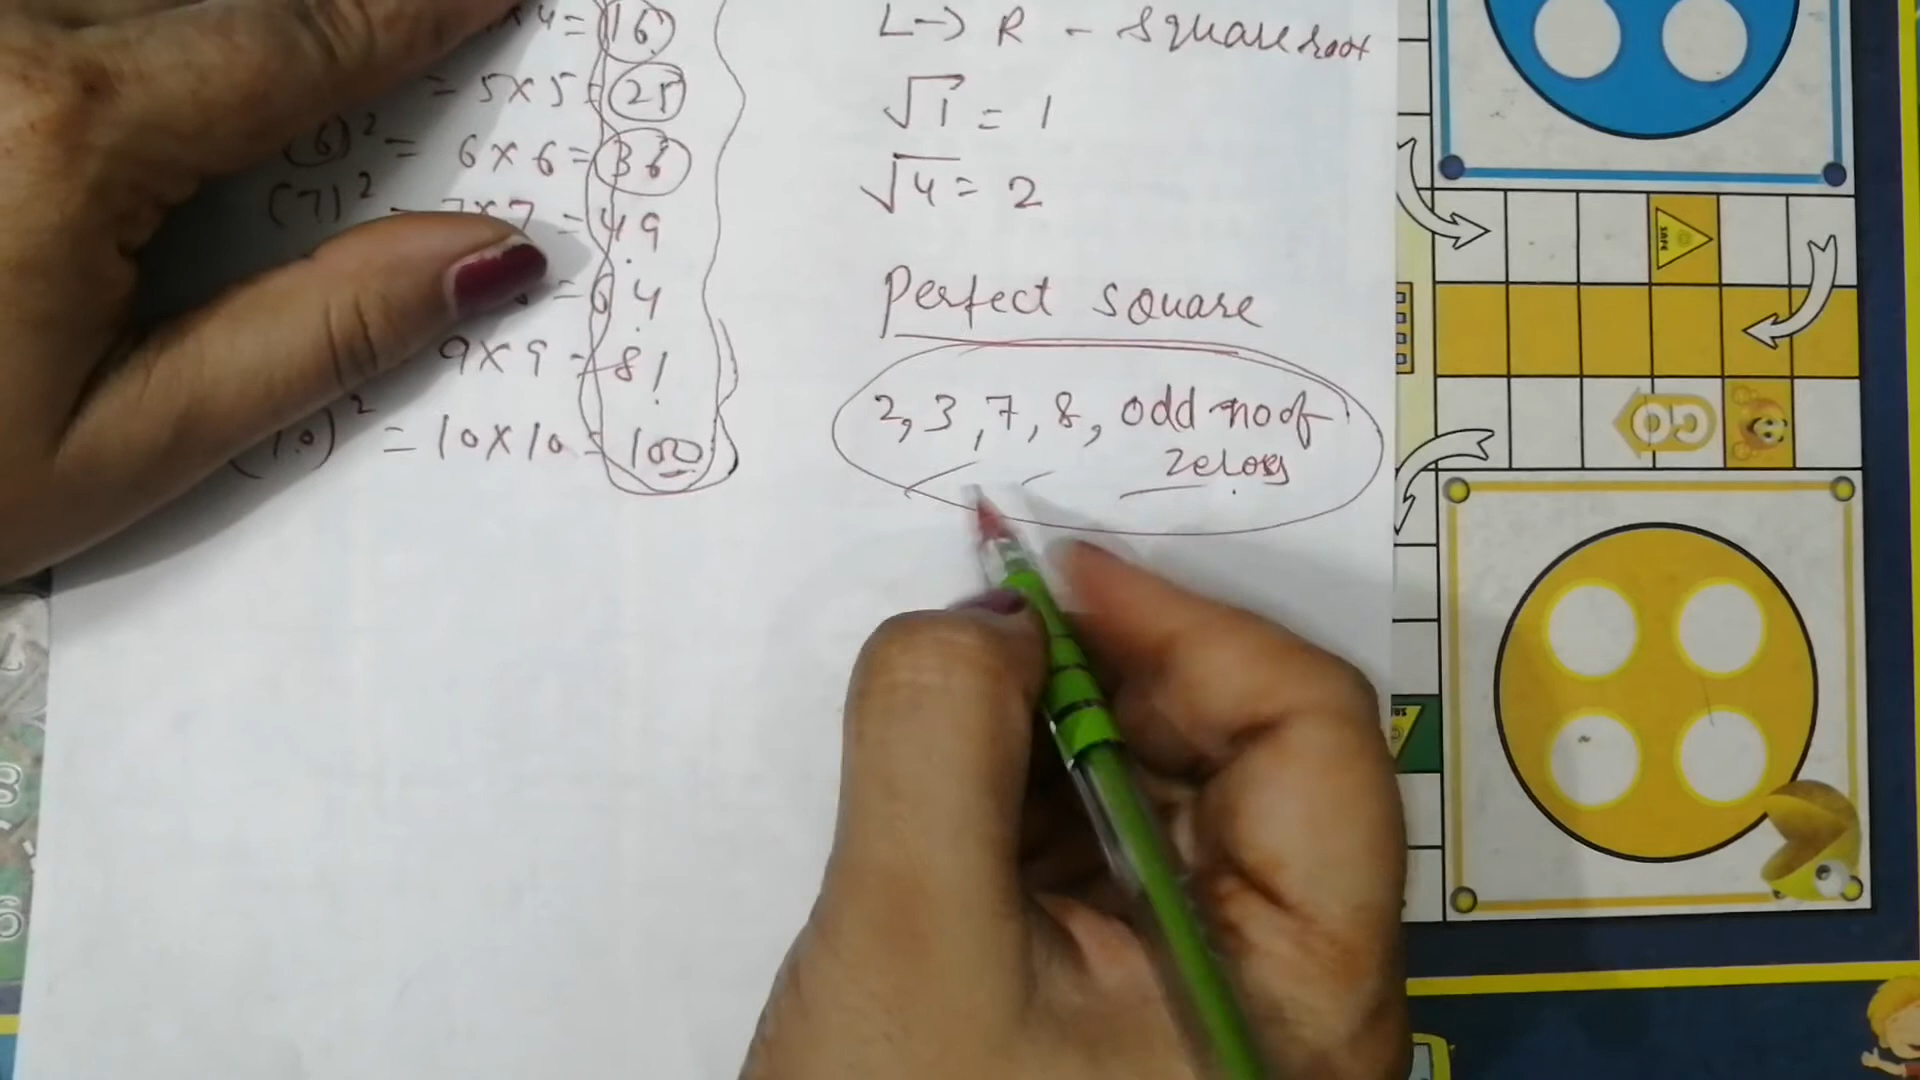 ×4=16
=5×5=25
(6)² = 6×6=36
(7)² = 7×7=49
=64
9×9=81
(10)² = 10×10=100
L→R - Square root
√1 = 1
√4 = 2
Perfect square
2, 3, 7, 8, odd no of
zeros
SAFE
GO